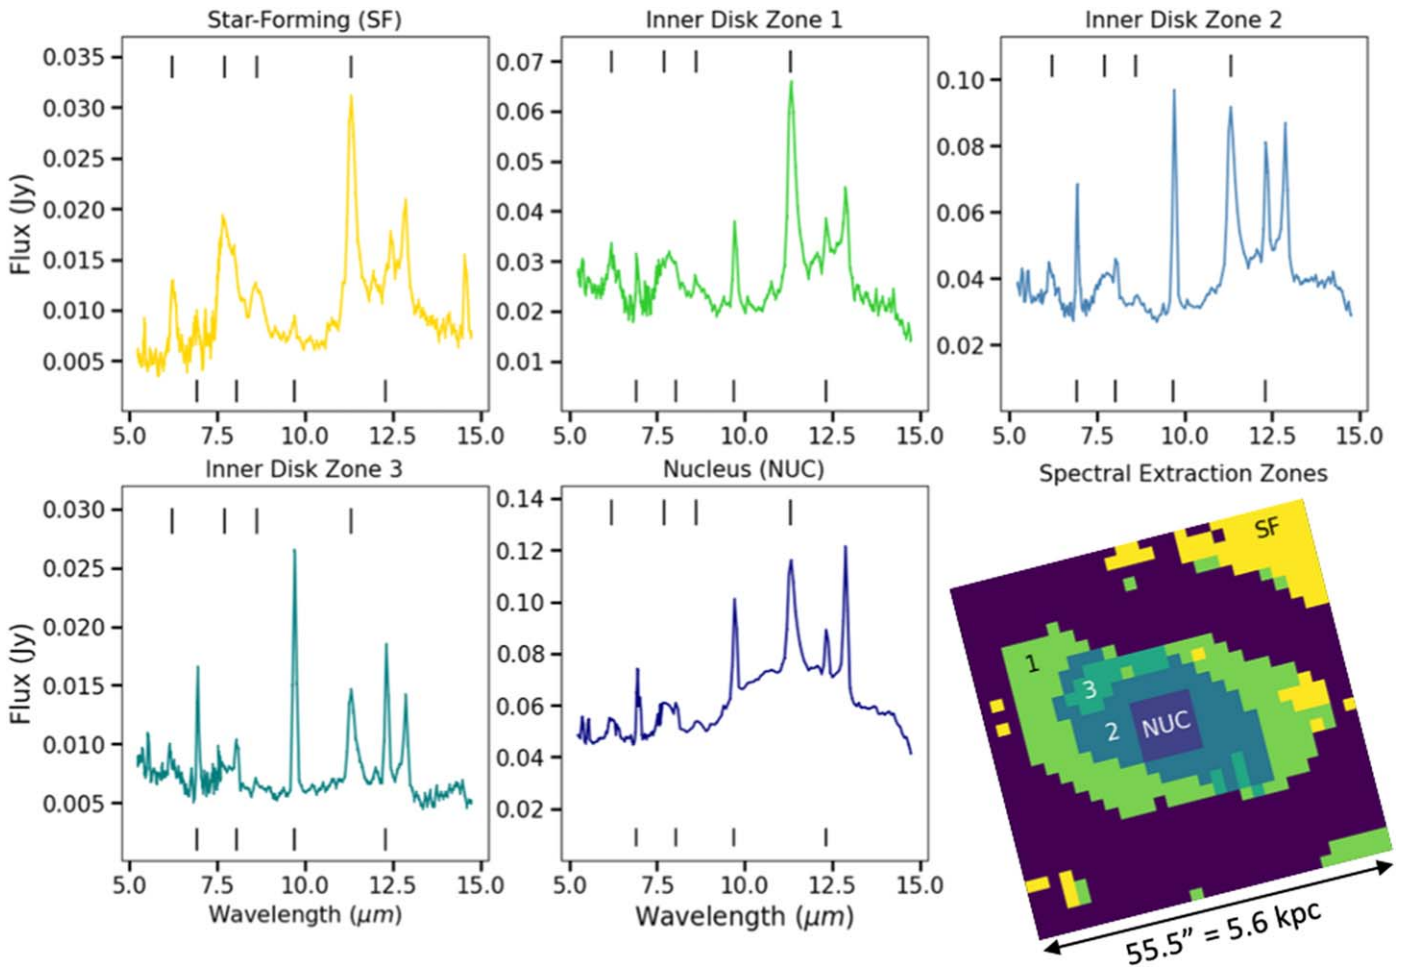 Star-Forming (SF)
Inner Disk Zone 1
Inner Disk Zone 2
Flux (Jy)
0.035
0.030
0.025
0.020
0.015
0.010
0.005
0.07
0.06
0.05
0.04
0.03
0.02
0.01
0.10
0.08
0.06
0.04
0.02
5.0 7.5 10.0 12.5 15.0
5.0 7.5 10.0 12.5 15.0
5.0 7.5 10.0 12.5 15.0
Inner Disk Zone 3
Nucleus (NUC)
Spectral Extraction Zones
Flux (Jy)
0.030
0.025
0.020
0.015
0.010
0.005
0.14
0.12
0.10
0.08
0.06
0.04
0.02
SF
1
3
2
NUC
5.0 7.5 10.0 12.5 15.0
5.0 7.5 10.0 12.5 15.0
Wavelength (μm)
Wavelength (μm)
55.5” = 5.6 kpc